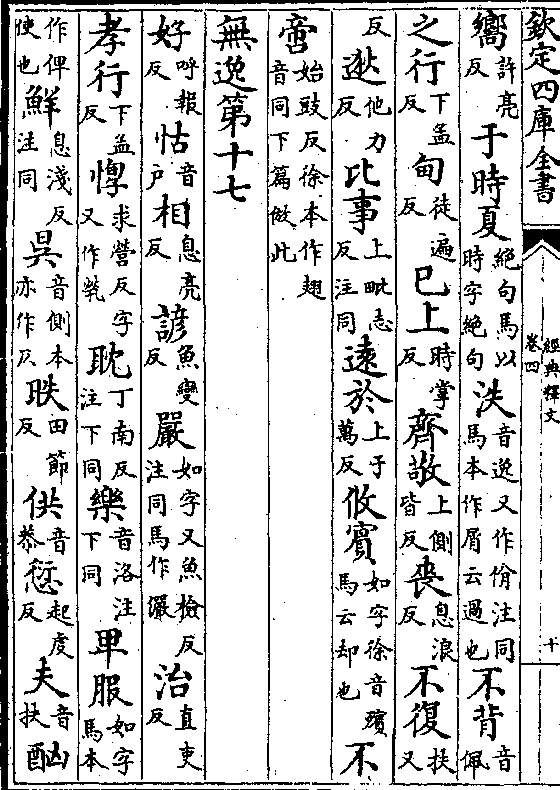 欽定四庫全書
經典釋文
卷四
十
嚮許亮反于時夏絕句馬以時字絕句泆音逸又作佾注同馬本作屑云過也不背音佩
之行下孟反甸徒遍反已上時掌反齊敬上側皆反喪息浪反不復扶又
反逖他力反比事上毗志反注同遠於上于萬反攸賓如字徐音殯馬云却也不
啻始豉反徐本作翅音同下篇倣此
無逸第十七
好呼報反怙音户相息亮反諺魚變反嚴如字又魚檢反注同馬作儼治直吏反
孝行下孟反惸求營反字又作煢耽丁南反注下同樂音洛注下同卑服如字馬本
作俾使也鮮息淺反注同昃音側本亦作仄昳田節反供音恭愆起虔反夫音扶酗